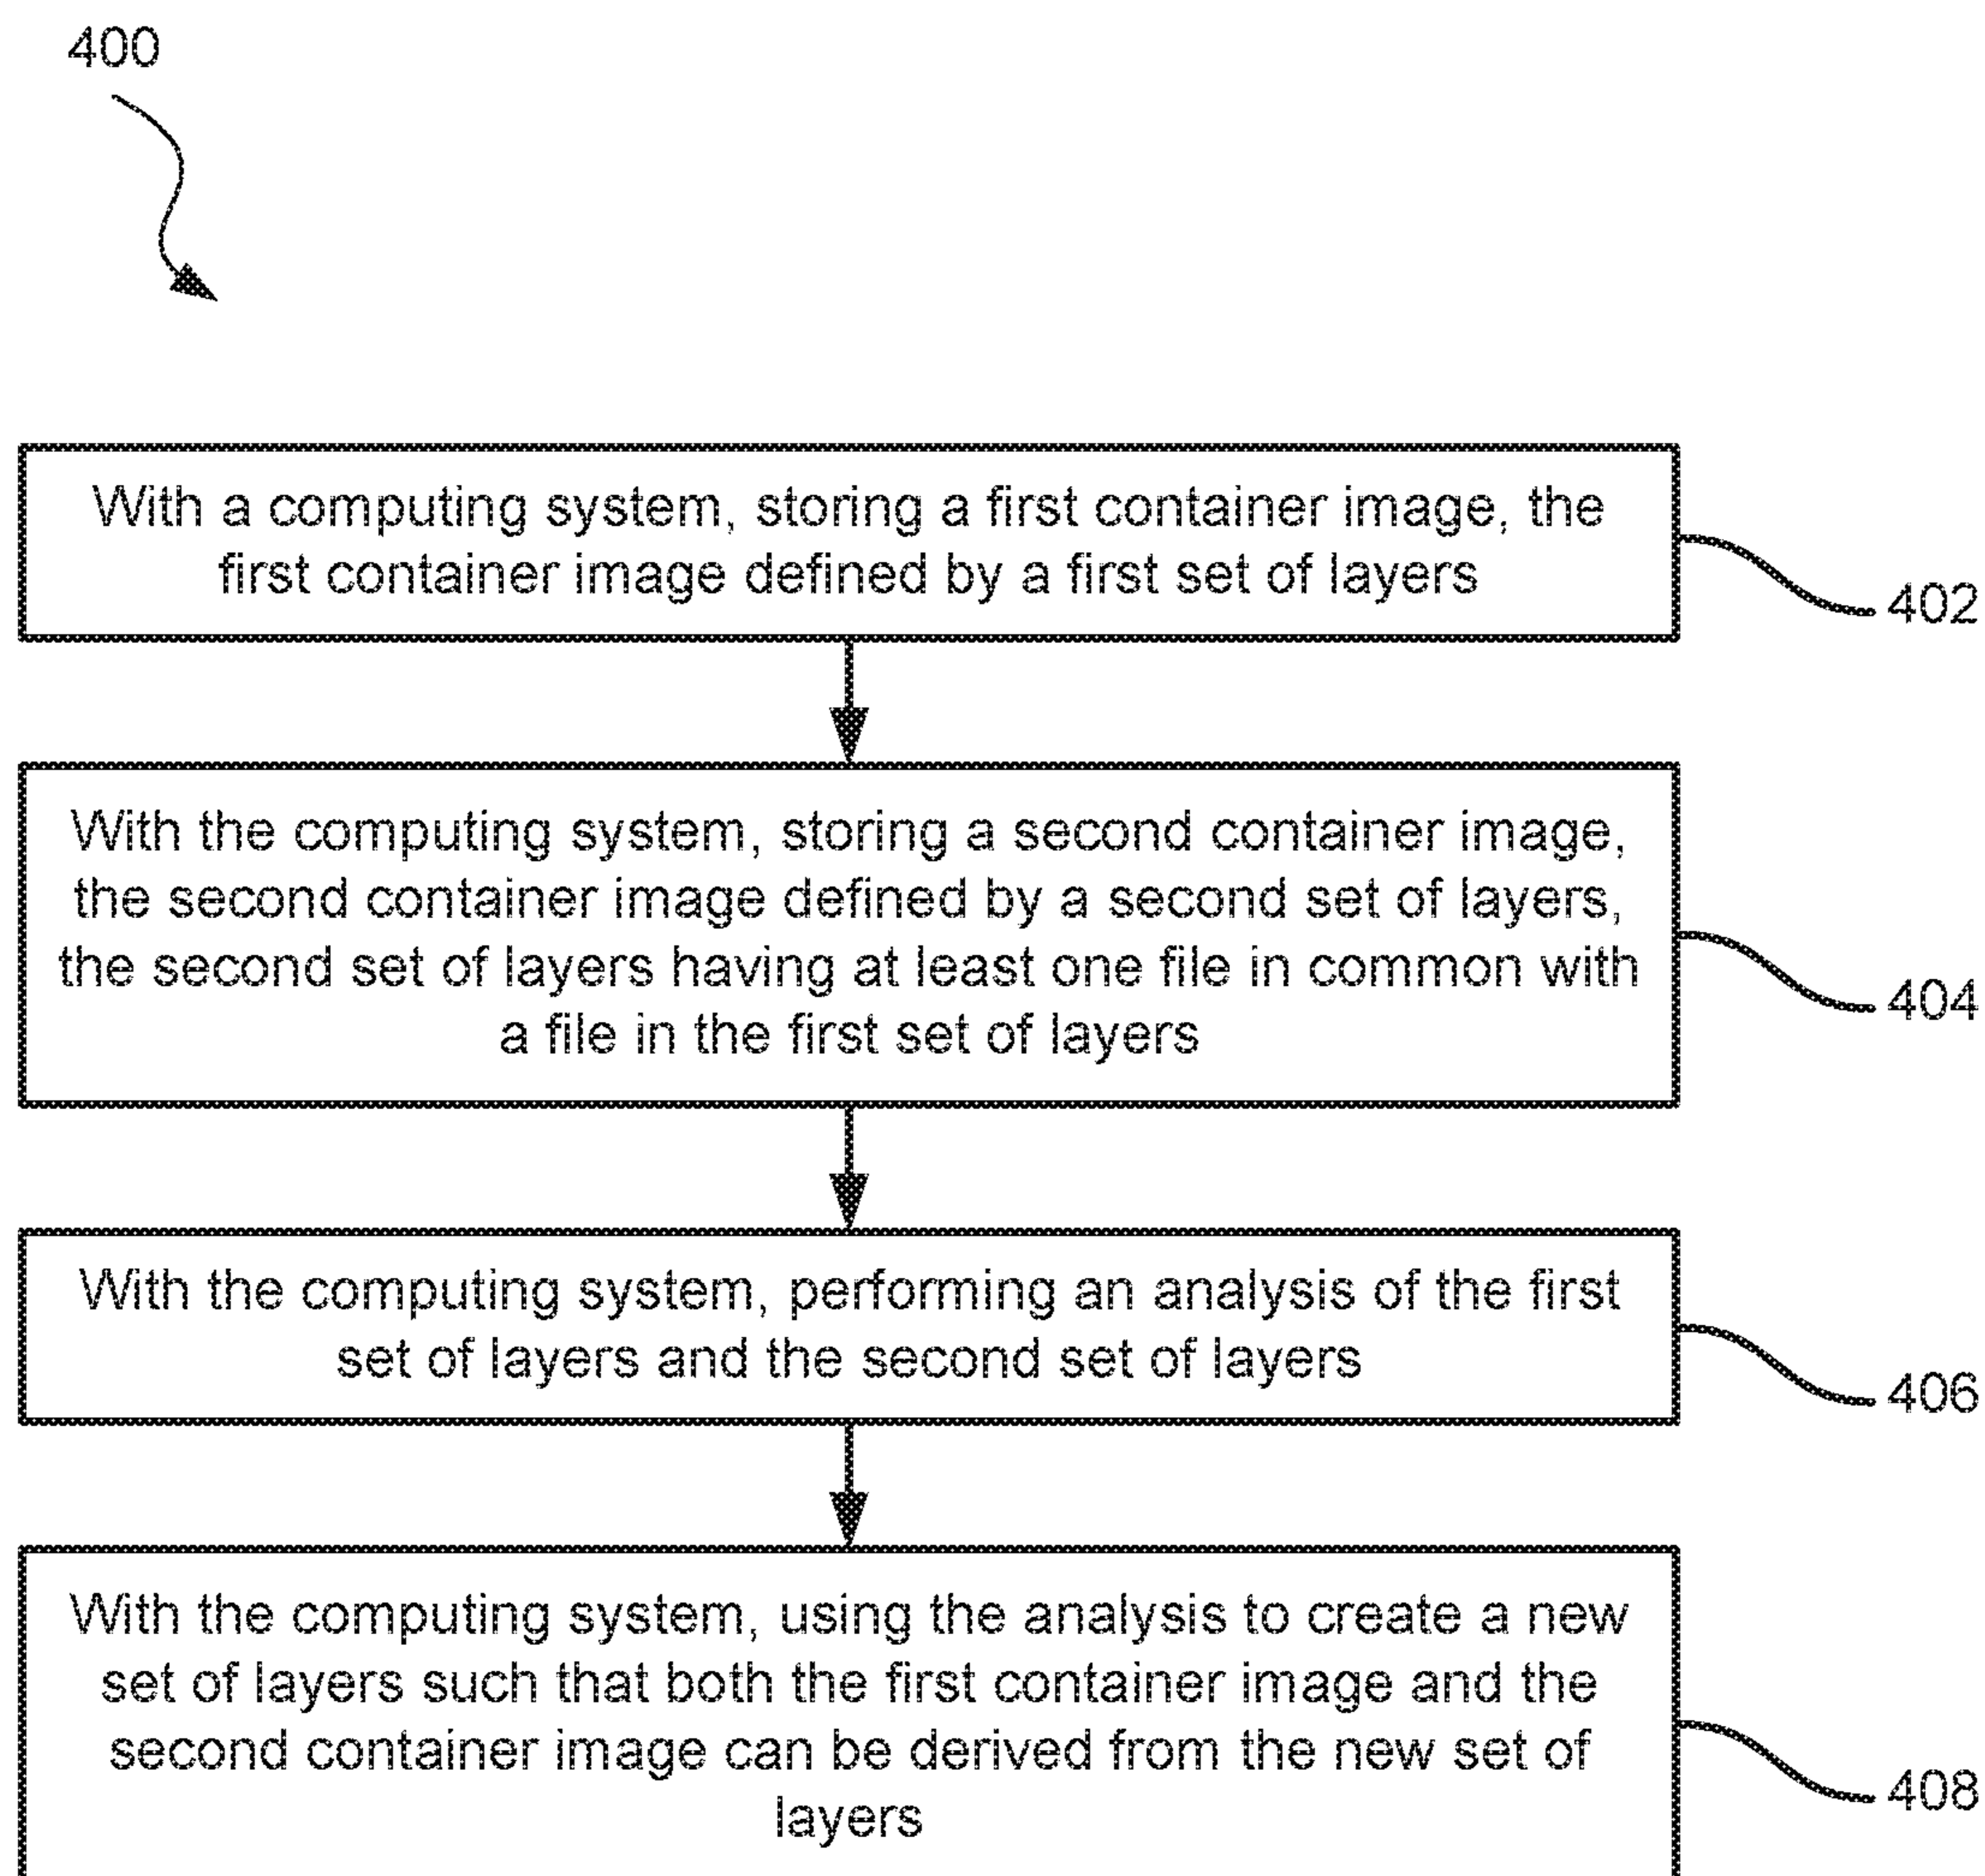 400
With a computing system, storing a first container image, the
first container image defined by a first set of layers
402
With the computing system, storing a second container image,
the second container image defined by a second set of layers,
the second set of layers having at least one file in common with
a file in the first set of layers
404
With the computing system, performing an analysis of the first
set of layers and the second set of layers
406
With the computing system, using the analysis to create a new
set of layers such that both the first container image and the
second container image can be derived from the new set of
layers
408